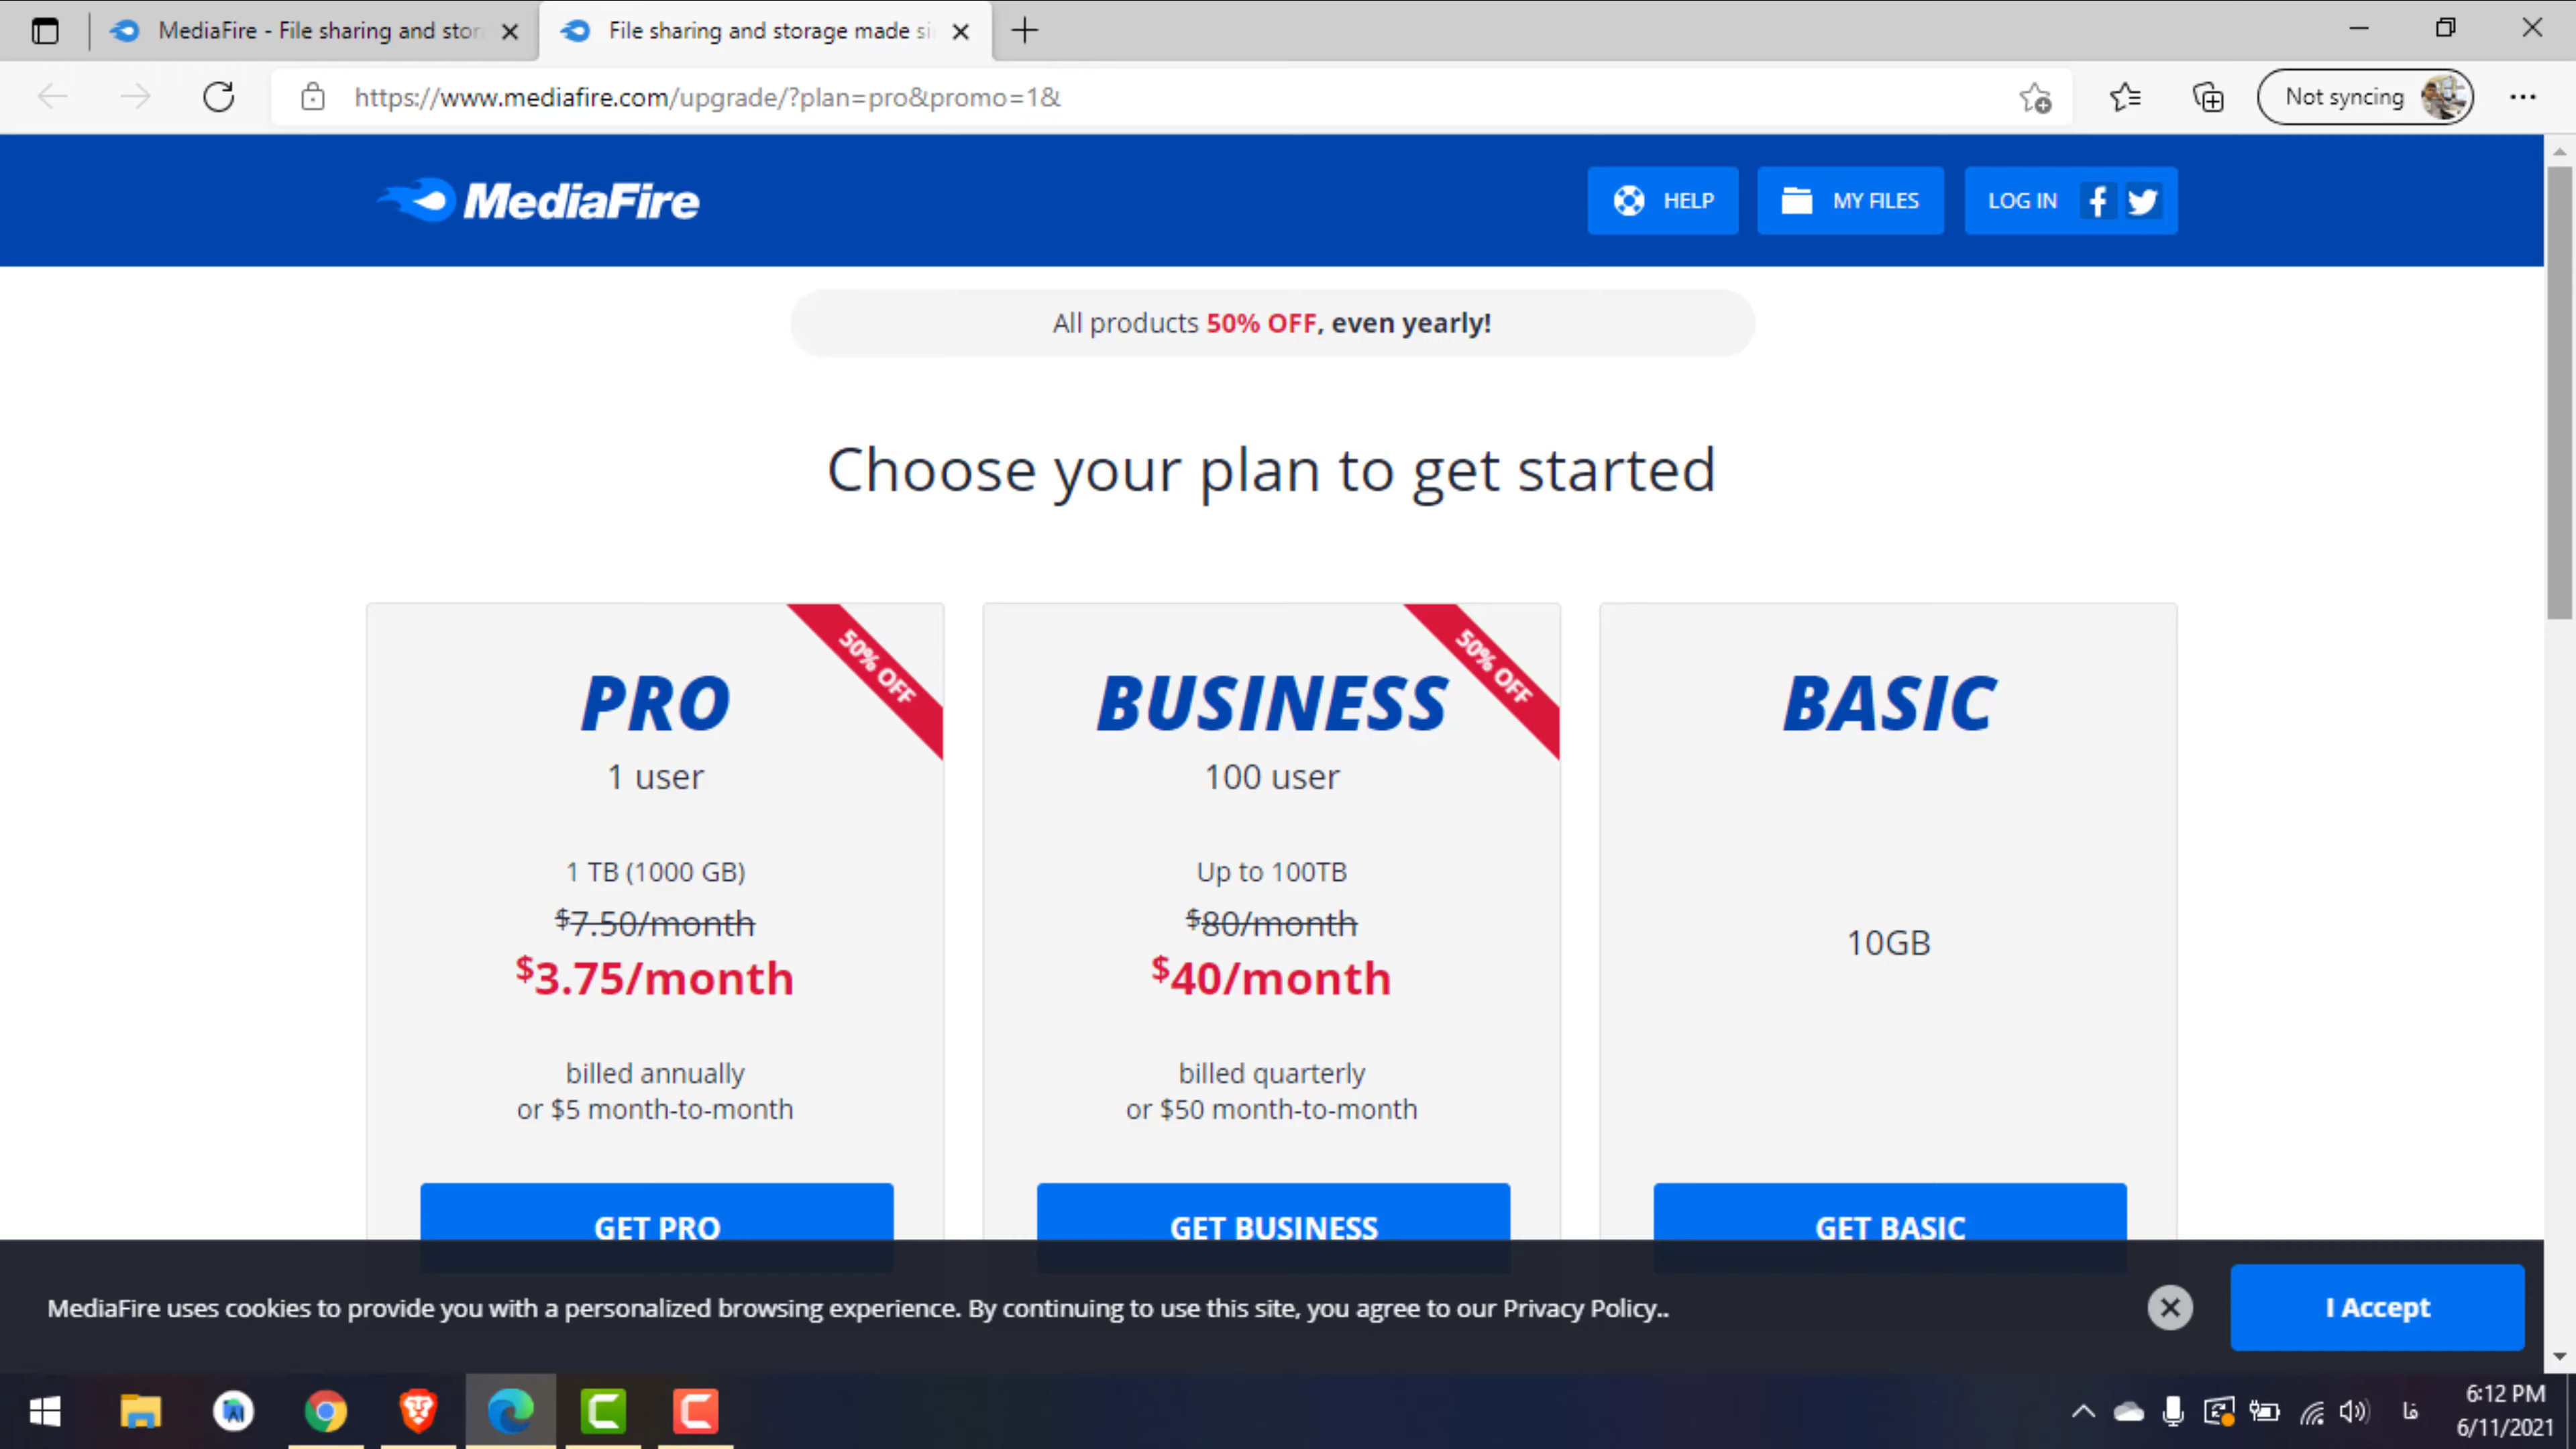 MediaFire - File sharing and stor
File sharing and storage made si
https://www.mediafire.com/upgrade/?plan=pro&promo=1&
Not syncing
MediaFire
HELP
MY FILES
LOG IN
All products 50% OFF, even yearly!
Choose your plan to get started
50% OFF
PRO
1 user
1 TB (1000 GB)
$7.50/month
$3.75/month
billed annually
or $5 month-to-month
GET PRO
50% OFF
BUSINESS
100 user
Up to 100TB
$80/month
$40/month
billed quarterly
or $50 month-to-month
GET BUSINESS
BASIC
10GB
GET BASIC
MediaFire uses cookies to provide you with a personalized browsing experience. By continuing to use this site, you agree to our Privacy Policy..
I Accept
فا
6:12 PM
6/11/2021